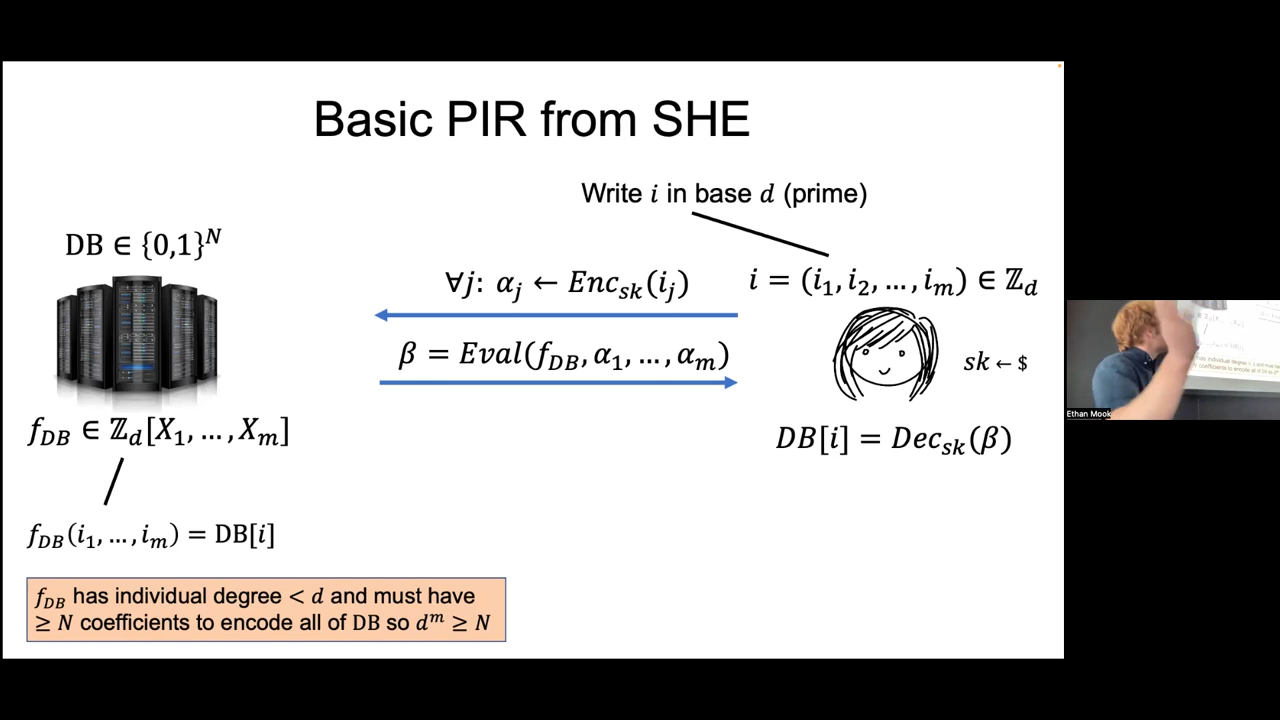 Basic PIR from SHE
Write i in base d (prime)
DB ∈ {0,1}^N
∀j: α_j ← Enc_sk(i_j)
i = (i_1, i_2, …, i_m) ∈ ℤ_d
β = Eval(f_DB, α_1, …, α_m)
sk ← $
f_DB ∈ ℤ_d[X_1, …, X_m]
DB[i] = Dec_sk(β)
f_DB(i_1, …, i_m) = DB[i]
f_DB has individual degree < d and must have
≥ N coefficients to encode all of DB so d^m ≥ N
Ethan Mook